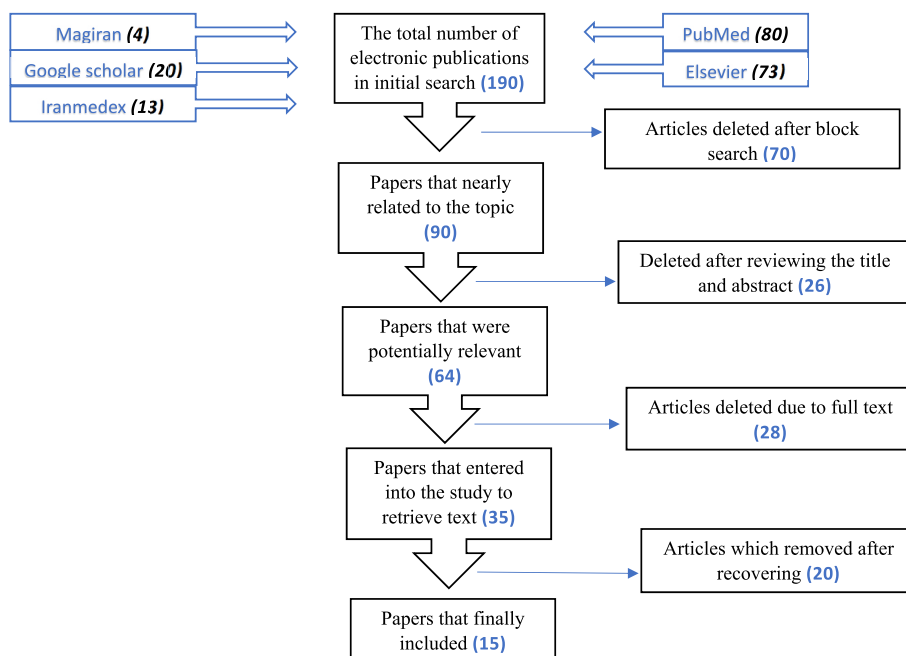 Magiran (4)
Google scholar (20)
Iranmedex (13)
The total number of
electronic publications
in initial search (190)
PubMed (80)
Elsevier (73)
Articles deleted after block
search (70)
Papers that nearly
related to the topic
(90)
Deleted after reviewing the title
and abstract (26)
Papers that were
potentially relevant
(64)
Articles deleted due to full text
(28)
Papers that entered
into the study to
retrieve text (35)
Articles which removed after
recovering (20)
Papers that finally
included (15)